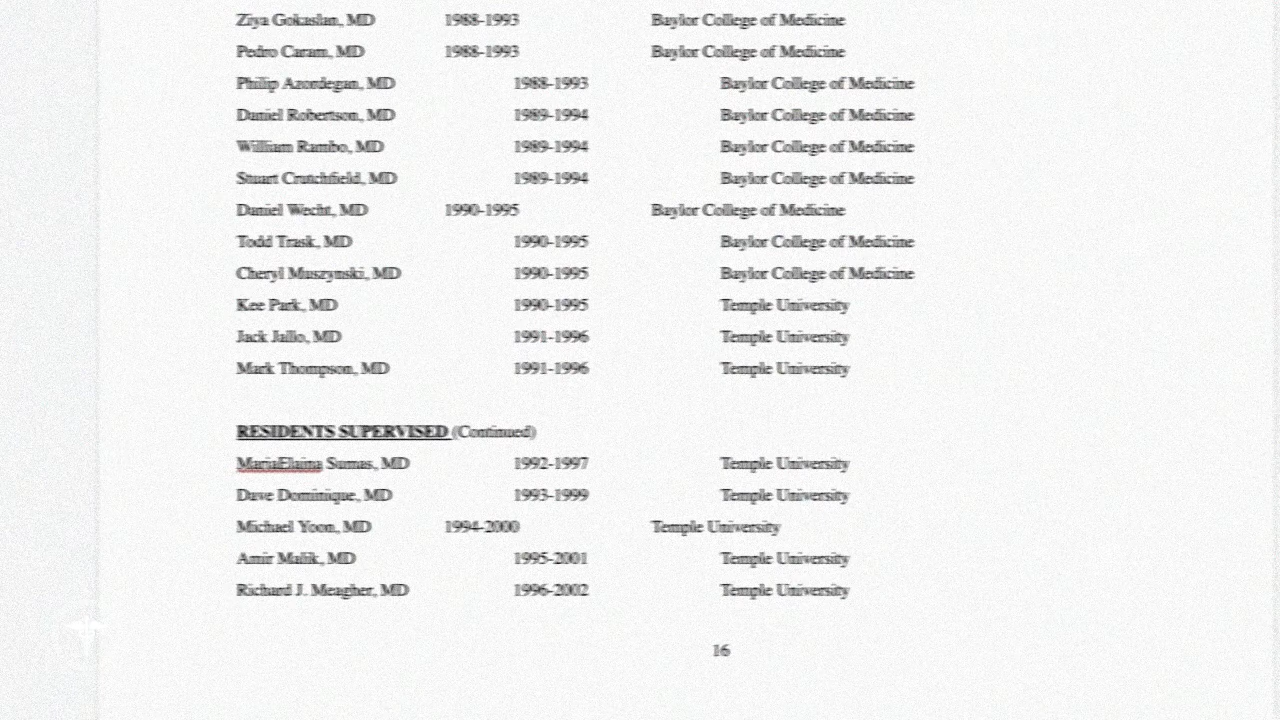 Ziya Gokaslan, MD 1988-1993 Baylor College of Medicine
Pedro Caram, MD 1988-1993 Baylor College of Medicine
Philip Azordegan, MD 1988-1993 Baylor College of Medicine
Daniel Robertson, MD 1989-1994 Baylor College of Medicine
William Rambo, MD 1989-1994 Baylor College of Medicine
Stuart Crutchfield, MD 1989-1994 Baylor College of Medicine
Daniel Wecht, MD 1990-1995 Baylor College of Medicine
Todd Trask, MD 1990-1995 Baylor College of Medicine
Cheryl Muszynski, MD 1990-1995 Baylor College of Medicine
Kee Park, MD 1990-1995 Temple University
Jack Jallo, MD 1991-1996 Temple University
Mark Thompson, MD 1991-1996 Temple University
RESIDENTS SUPERVISED (Continued)
MariaElaina Sumas, MD 1992-1997 Temple University
Dave Dominique, MD 1993-1999 Temple University
Michael Yoon, MD 1994-2000 Temple University
Amir Malik, MD 1995-2001 Temple University
Richard J. Meagher, MD 1996-2002 Temple University
16